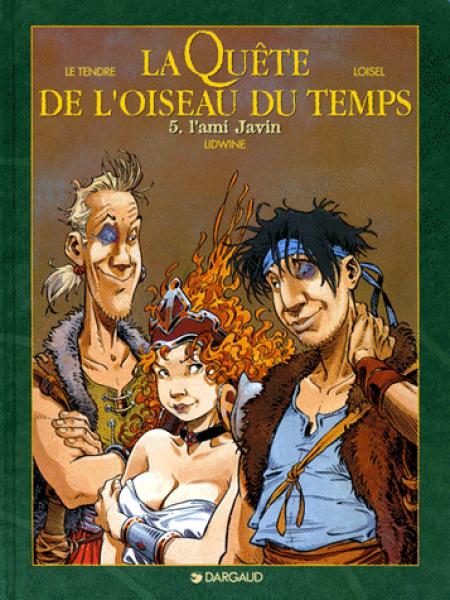 LE TENDRE
LA QUÊTE
LOISEL
DE L'OISEAU DU TEMPS
5. l'ami Javin
LIDWINE
DARGAUD